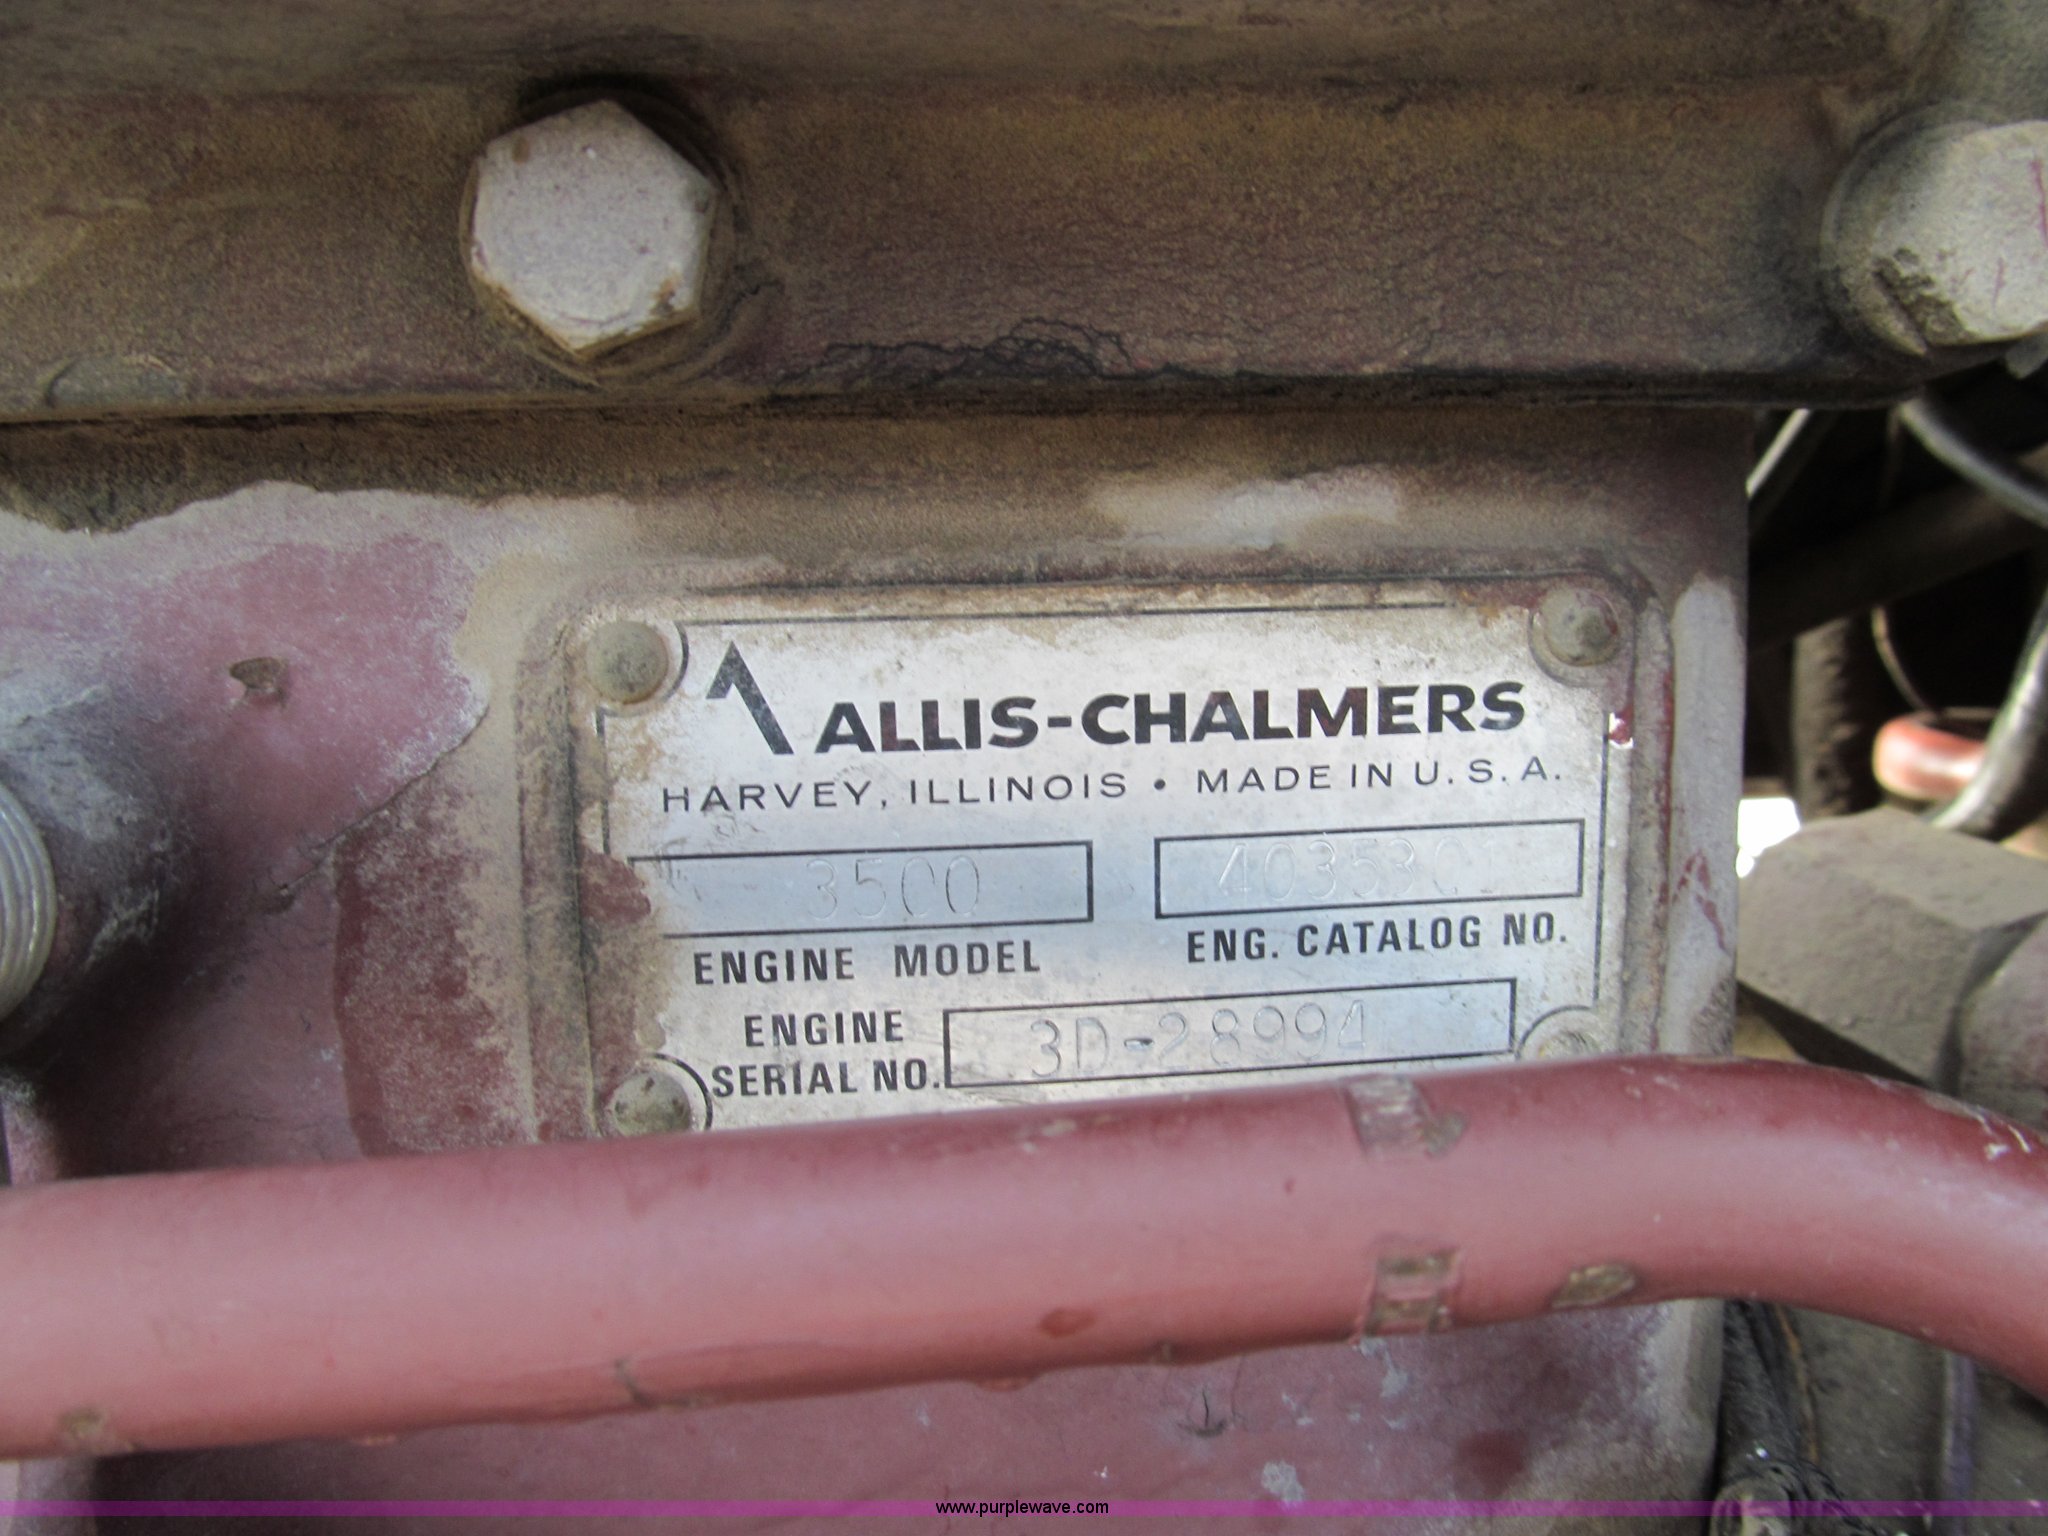 ALLIS-CHALMERS
HARVEY, ILLINOIS • MADE IN U.S.A.
3500 4035301
ENGINE MODEL ENG. CATALOG NO.
ENGINE
SERIAL NO. 3D-28994
www.purplewave.com